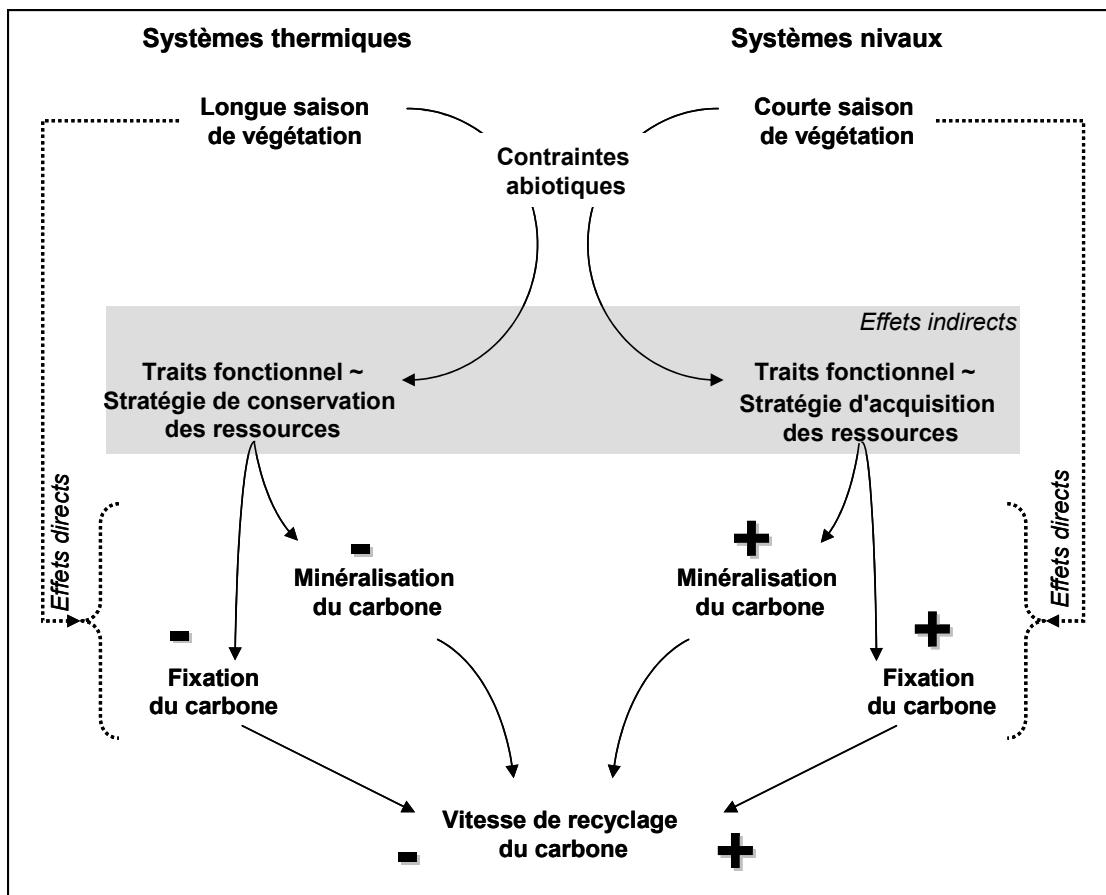 Systèmes thermiques
Systèmes nivaux
Longue saison
de végétation
Courte saison
de végétation
Contraintes
abiotiques
Effets indirects
Traits fonctionnel ~
Stratégie de conservation
des ressources
Traits fonctionnel ~
Stratégie d'acquisition
des ressources
Effets directs
Effets directs
-
Minéralisation
du carbone
+
Minéralisation
du carbone
-
Fixation
du carbone
+
Fixation
du carbone
Vitesse de recyclage
du carbone
-
+